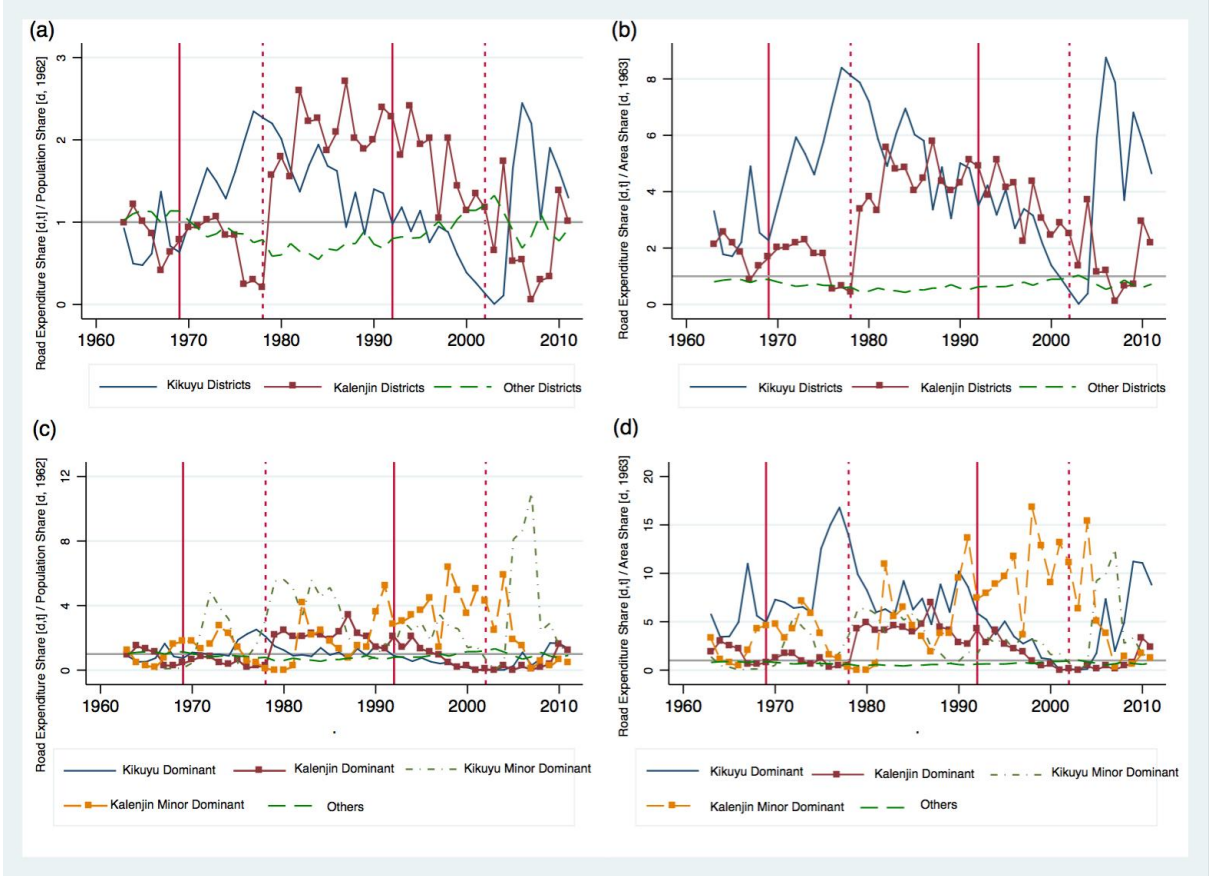 (a)
(b)
Road Expenditure Share [d,t] / Population Share [d, 1962]
3
2
1
0
1960 1970 1980 1990 2000 2010
Kikuyu Districts Kalenjin Districts Other Districts
Road Expenditure Share [d,t] / Area Share [d, 1963]
8
6
4
2
0
1960 1970 1980 1990 2000 2010
Kikuyu Districts Kalenjin Districts Other Districts
(c)
(d)
Road Expenditure Share [d,t] / Population Share [d, 1962]
12
8
4
0
1960 1970 1980 1990 2000 2010
Kikuyu Dominant Kalenjin Dominant Kikuyu Minor Dominant
Kalenjin Minor Dominant Others
Road Expenditure Share [d,t] / Area Share [d, 1963]
20
15
10
5
0
1960 1970 1980 1990 2000 2010
Kikuyu Dominant Kalenjin Dominant Kikuyu Minor Dominant
Kalenjin Minor Dominant Others